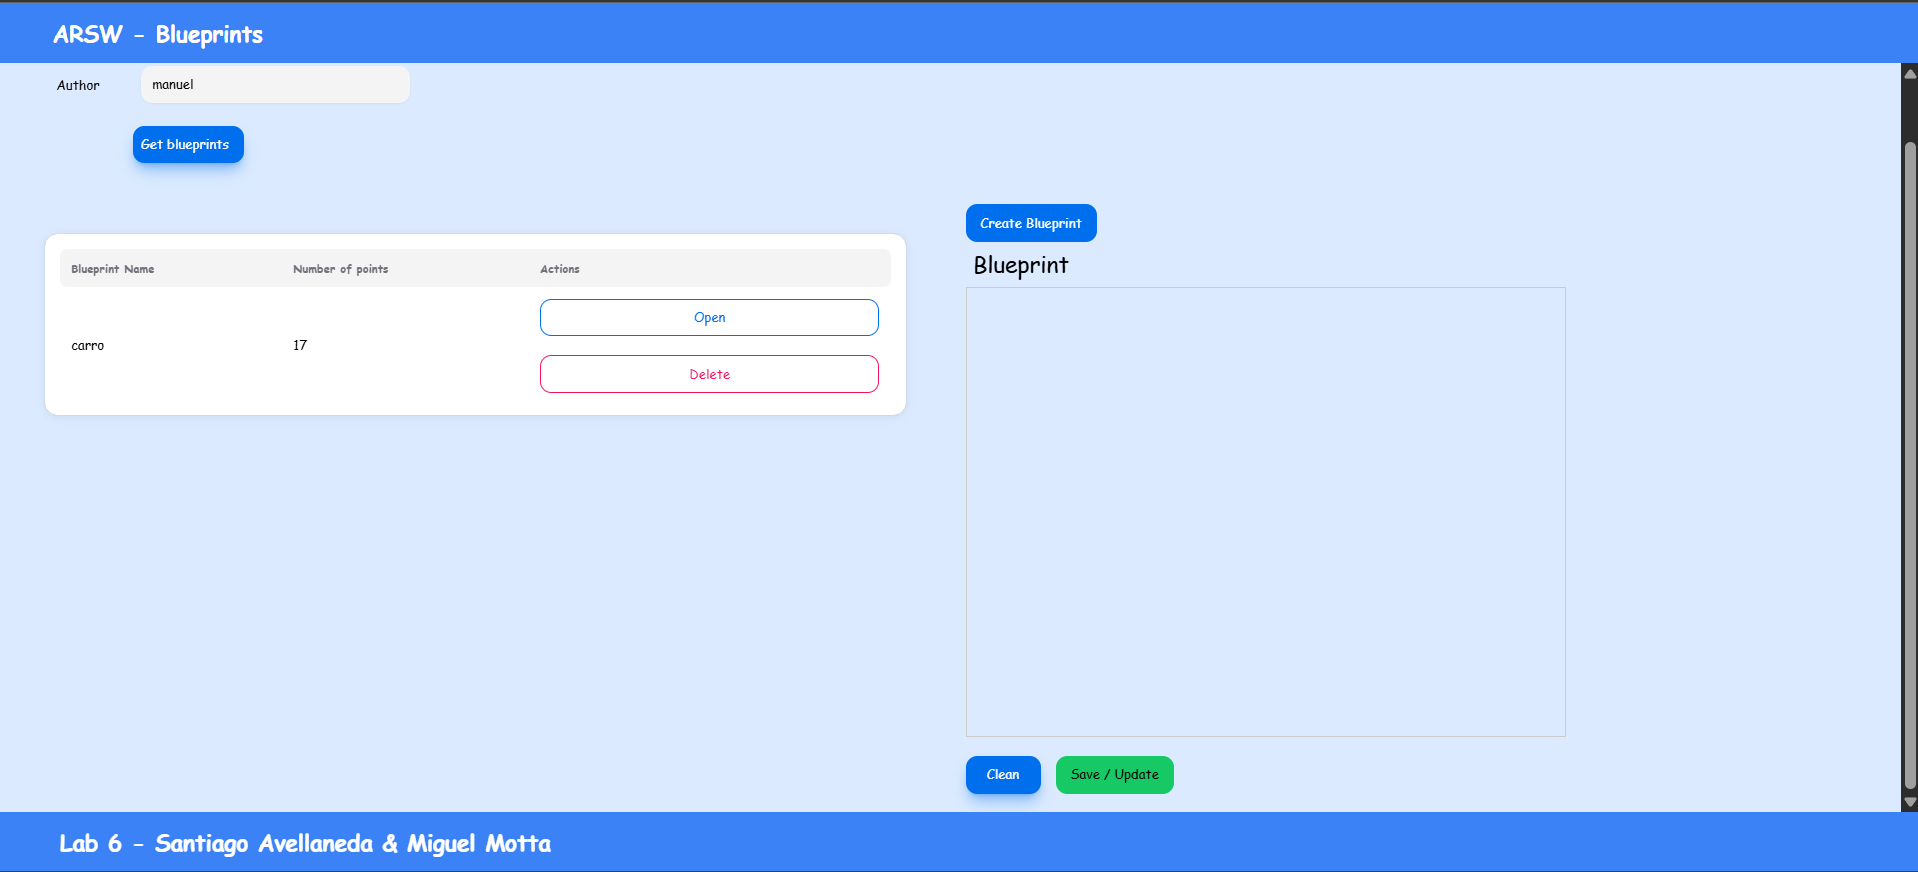 ARSW - Blueprints
Author
manuel
Get blueprints
Create Blueprint
Blueprint
Blueprint Name Number of points Actions
carro 17
Open
Delete
Clean
Save / Update
Lab 6 - Santiago Avellaneda & Miguel Motta